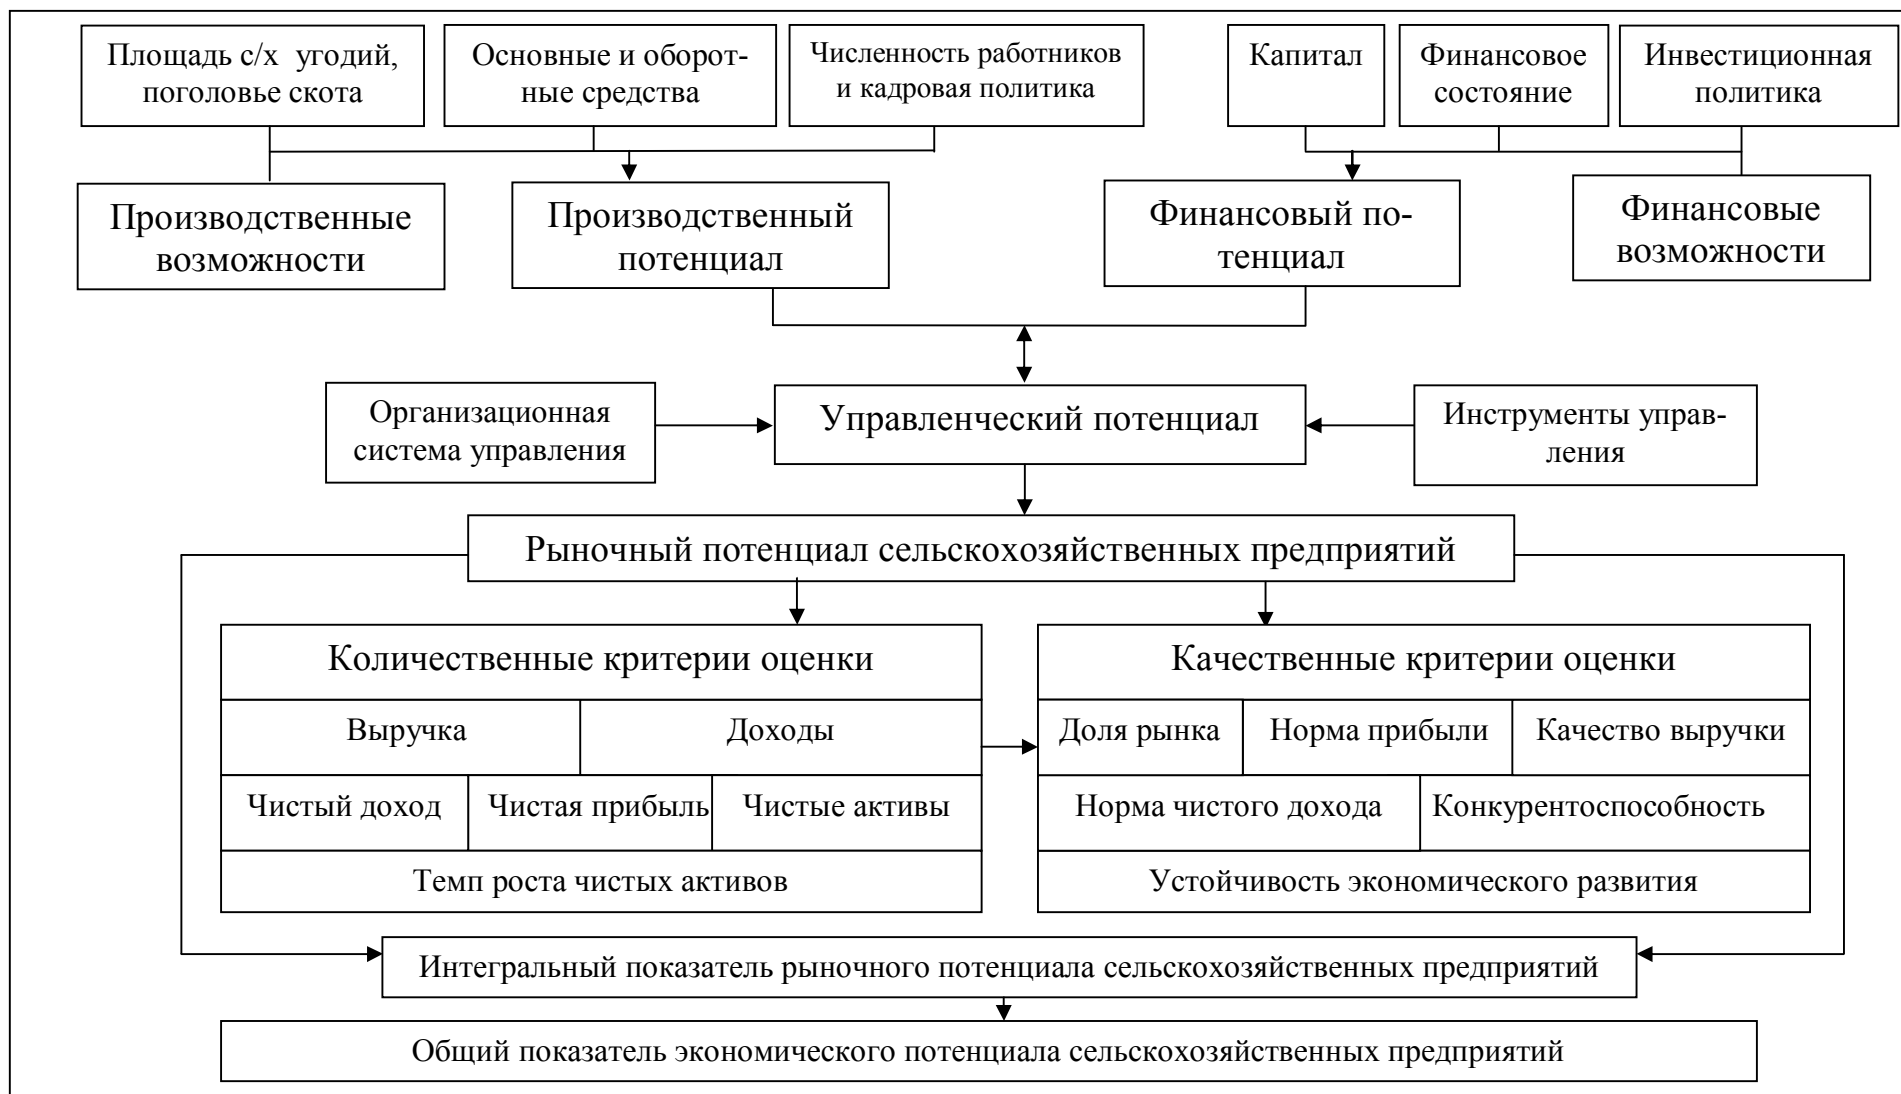 Площадь с/х угодий,
поголовье скота
Основные и оборот-
ные средства
Численность работников
и кадровая политика
Капитал
Финансовое
состояние
Инвестиционная
политика
Производственные
возможности
Производственный
потенциал
Финансовый по-
тенциал
Финансовые
возможности
Организационная
система управления
Управленческий потенциал
Инструменты управ-
ления
Рыночный потенциал сельскохозяйственных предприятий
Количественные критерии оценки
Выручка
Доходы
Чистый доход
Чистая прибыль
Чистые активы
Темп роста чистых активов
Качественные критерии оценки
Доля рынка
Норма прибыли
Качество выручки
Норма чистого дохода
Конкурентоспособность
Устойчивость экономического развития
Интегральный показатель рыночного потенциала сельскохозяйственных предприятий
Общий показатель экономического потенциала сельскохозяйственных предприятий